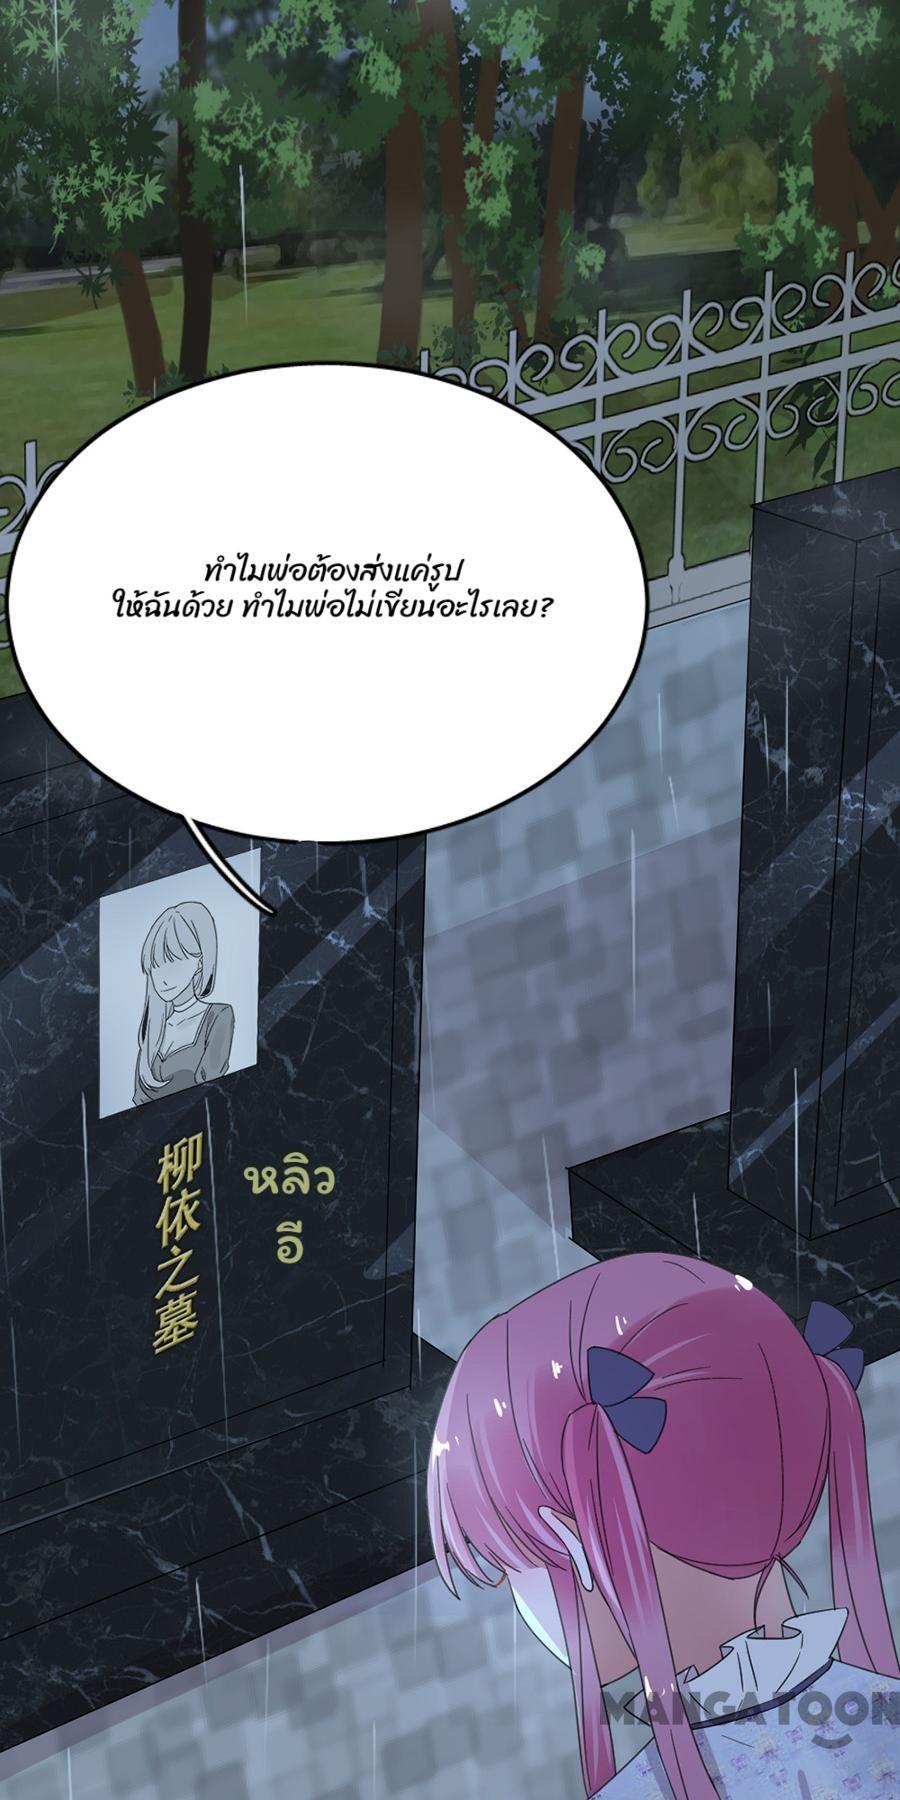 ทำไมพ่อต้องส่งแค่รูป
ให้ฉันด้วย ทำไมพ่อไม่เขียนอะไรเลย?
柳依之墓
หลิว
อี
MANGATOON